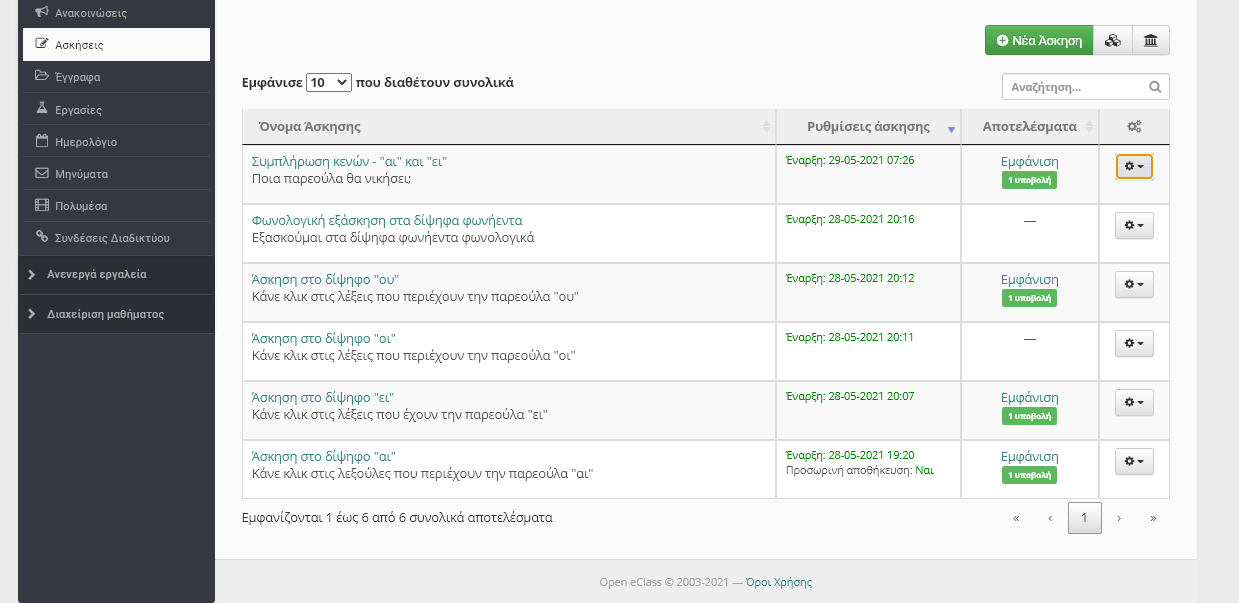 Ανακοινώσεις
Ασκήσεις
Έγγραφα
Εργασίες
Ημερολόγιο
Μηνύματα
Πολυμέσα
Συνδέσεις Διαδικτύου
Ανενεργά εργαλεία
Διαχείριση μαθήματος
Νέα Άσκηση
Εμφάνισε 10 που διαθέτουν συνολικά
Αναζήτηση...
Όνομα Άσκησης Ρυθμίσεις άσκησης Αποτελέσματα
Συμπλήρωση κενών - "αι" και "ει" Έναρξη: 29-05-2021 07:26 Εμφάνιση
Ποια παρεούλα θα νικήσει; 1 υποβολή
Φωνολογική εξάσκηση στα δίψηφα φωνήεντα Έναρξη: 28-05-2021 20:16 —
Εξασκούμαι στα δίψηφα φωνήεντα φωνολογικά
Άσκηση στο δίψηφο "ου" Έναρξη: 28-05-2021 20:12 Εμφάνιση
Κάνε κλικ στις λέξεις που περιέχουν την παρεούλα "ου" 1 υποβολή
Άσκηση στο δίψηφο "οι" Έναρξη: 28-05-2021 20:11 —
Κάνε κλικ στις λέξεις που περιέχουν την παρεούλα "οι"
Άσκηση στο δίψηφο "ει" Έναρξη: 28-05-2021 20:07 Εμφάνιση
Κάνε κλικ στις λέξεις που έχουν την παρεούλα "ει" 1 υποβολή
Άσκηση στο δίψηφο "αι" Έναρξη: 28-05-2021 19:20 Εμφάνιση
Κάνε κλικ στις λεξούλες που περιέχουν την παρεούλα "αι" Προσωρινή αποθήκευση: Ναι 1 υποβολή
Εμφανίζονται 1 έως 6 από 6 συνολικά αποτελέσματα « ‹ 1 › »
Open eClass © 2003-2021 — Όροι Χρήσης